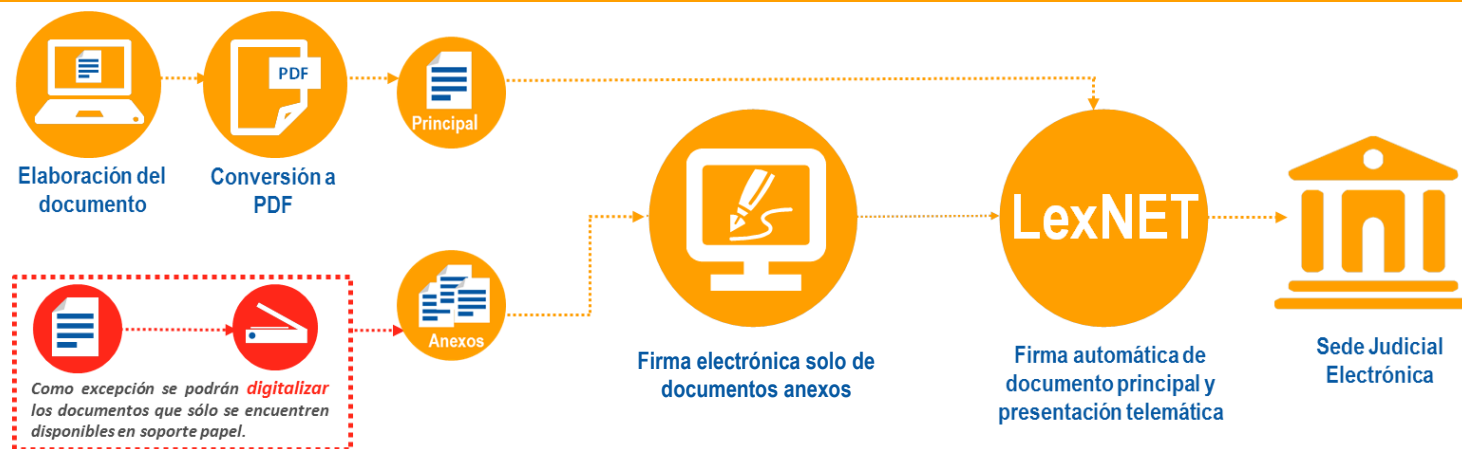 PDF
Principal
Elaboración del
documento
Conversión a
PDF
LexNET
Anexos
Como excepción se podrán digitalizar
los documentos que sólo se encuentren
disponibles en soporte papel.
Firma electrónica solo de
documentos anexos
Firma automática de
documento principal y
presentación telemática
Sede Judicial
Electrónica